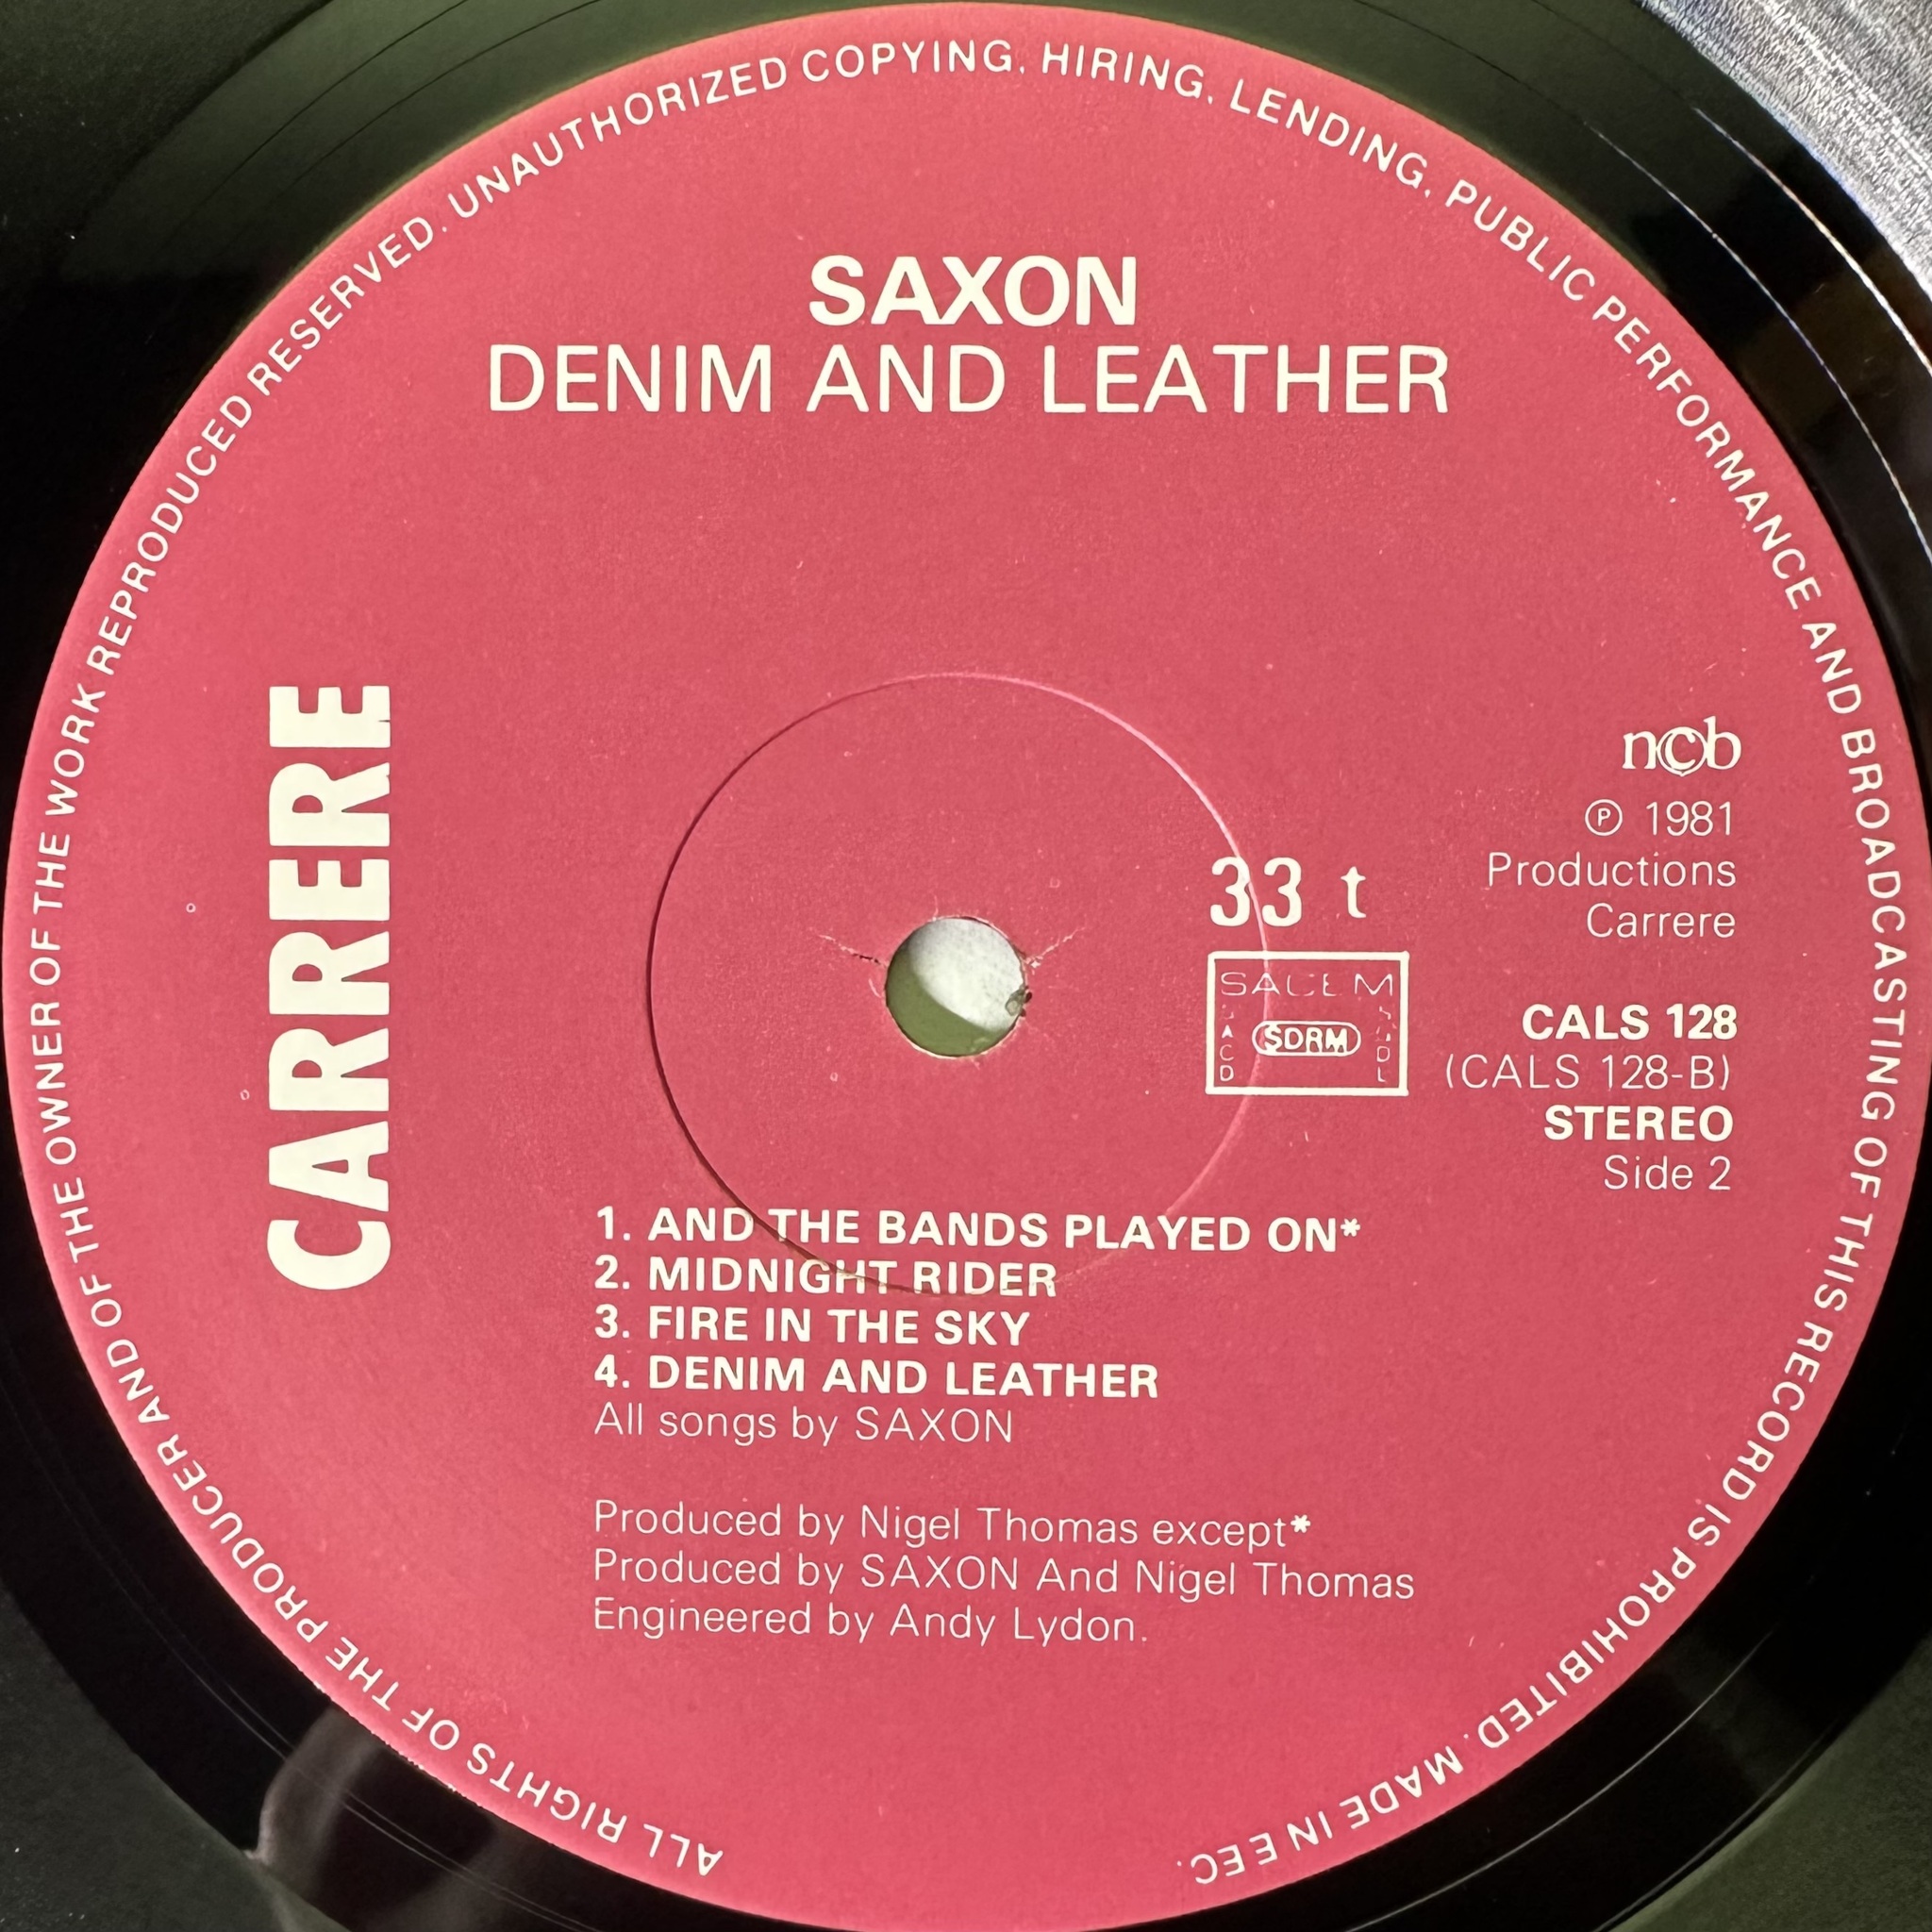 ALL RIGHTS OF THE PRODUCER AND OF THE OWNER OF THE WORK REPRODUCED RESERVED. UNAUTHORIZED COPYING, HIRING, LENDING, PUBLIC PERFORMANCE AND BROADCASTING OF THIS RECORD IS PROHIBITED. MADE IN EEC.
SAXON
DENIM AND LEATHER
CARRERE
ncb
℗ 1981
Productions
Carrere
33 t
SACEM
SACD
SDRM
SGDL
CALS 128
(CALS 128-B)
STEREO
Side 2
1. AND THE BANDS PLAYED ON*
2. MIDNIGHT RIDER
3. FIRE IN THE SKY
4. DENIM AND LEATHER
All songs by SAXON
Produced by Nigel Thomas except*
Produced by SAXON And Nigel Thomas
Engineered by Andy Lydon.